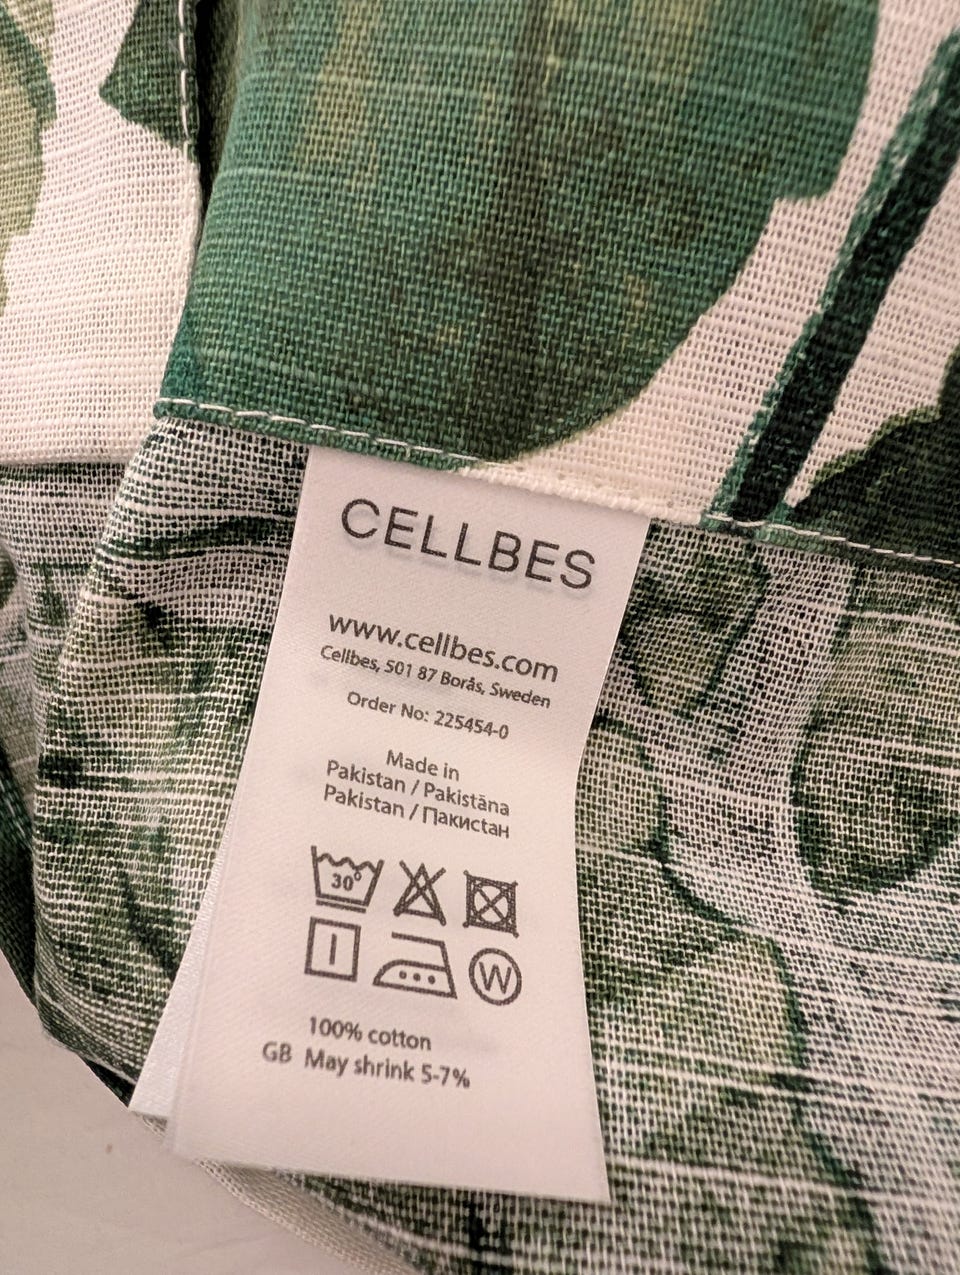 CELLBES
www.cellbes.com
Cellbes, 501 87 Borås, Sweden
Order No: 225454-0
Made in
Pakistan / Pakistāna
Pakistan / Пакистан
30°
W
100% cotton
GB May shrink 5-7%